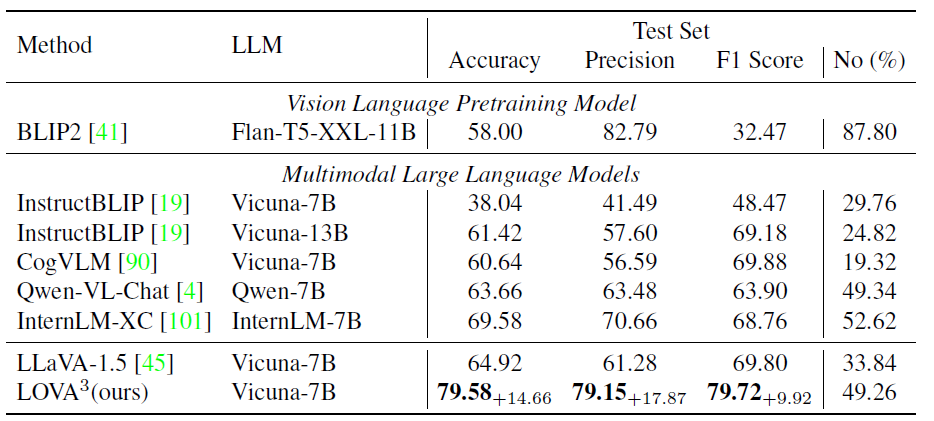 Method LLM Test Set
Accuracy Precision F1 Score No (%)
Vision Language Pretraining Model
BLIP2 [41] Flan-T5-XXL-11B 58.00 82.79 32.47 87.80
Multimodal Large Language Models
InstructBLIP [19] Vicuna-7B 38.04 41.49 48.47 29.76
InstructBLIP [19] Vicuna-13B 61.42 57.60 69.18 24.82
CogVLM [90] Vicuna-7B 60.64 56.59 69.88 19.32
Qwen-VL-Chat [4] Qwen-7B 63.66 63.48 63.90 49.34
InternLM-XC [101] InternLM-7B 69.58 70.66 68.76 52.62
LLaVA-1.5 [45] Vicuna-7B 64.92 61.28 69.80 33.84
LOVA³(ours) Vicuna-7B 79.58+14.66 79.15+17.87 79.72+9.92 49.26